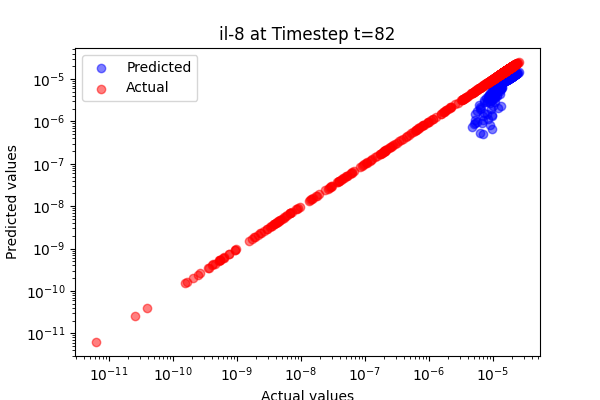 il-8 at Timestep t=82
Predicted
Actual
Predicted values
10⁻⁵
10⁻⁶
10⁻⁷
10⁻⁸
10⁻⁹
10⁻¹⁰
10⁻¹¹
10⁻¹¹ 10⁻¹⁰ 10⁻⁹ 10⁻⁸ 10⁻⁷ 10⁻⁶ 10⁻⁵
Actual values